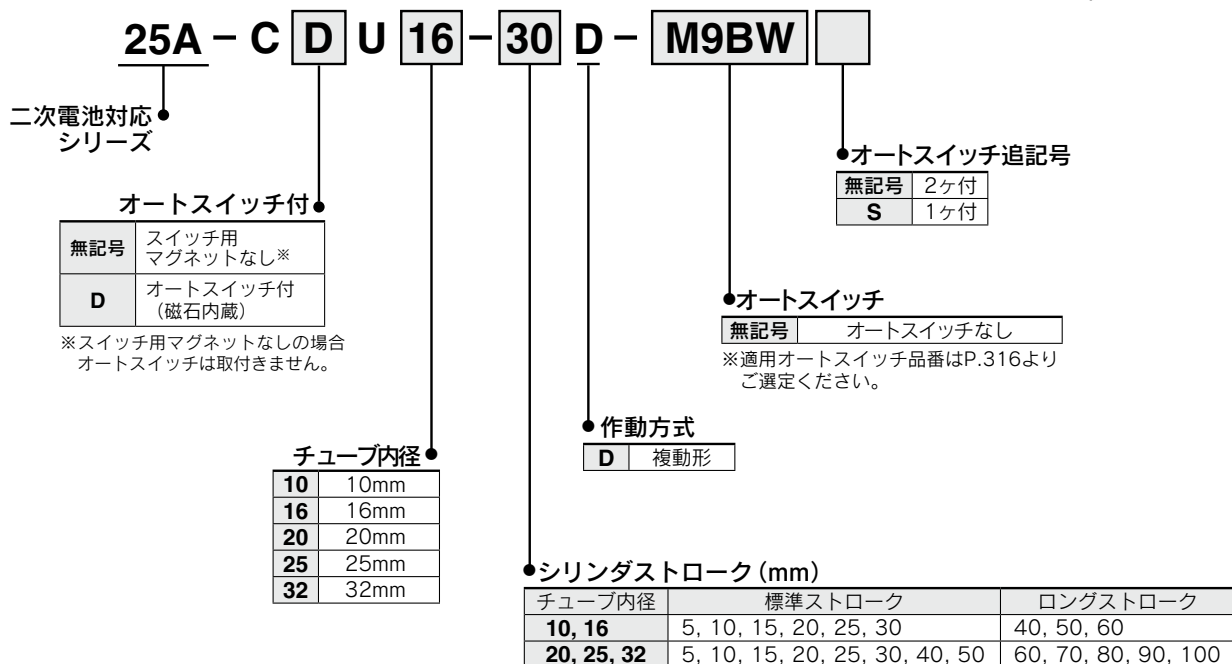 25A－C D U 16－30 D－M9BW
二次電池対応
シリーズ
オートスイッチ付
無記号 スイッチ用
マグネットなし※
D オートスイッチ付
（磁石内蔵）
※スイッチ用マグネットなしの場合
オートスイッチは取付きません。
チューブ内径
10 10mm
16 16mm
20 20mm
25 25mm
32 32mm
オートスイッチ追記号
無記号 2ヶ付
S 1ヶ付
オートスイッチ
無記号 オートスイッチなし
※適用オートスイッチ品番はP.316より
ご選定ください。
作動方式
D 複動形
シリンダストローク（mm）
チューブ内径 標準ストローク ロングストローク
10, 16 5, 10, 15, 20, 25, 30 40, 50, 60
20, 25, 32 5, 10, 15, 20, 25, 30, 40, 50 60, 70, 80, 90, 100